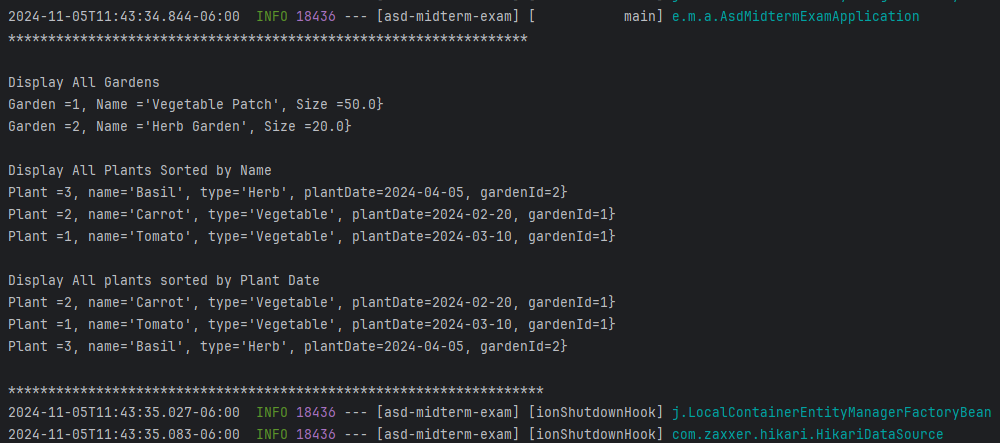 2024-11-05T11:43:34.844-06:00  INFO 18436 --- [asd-midterm-exam] [           main] e.m.a.AsdMidtermExamApplication
*****************************************************************
Display All Gardens
Garden =1, Name ='Vegetable Patch', Size =50.0}
Garden =2, Name ='Herb Garden', Size =20.0}
Display All Plants Sorted by Name
Plant =3, name='Basil', type='Herb', plantDate=2024-04-05, gardenId=2}
Plant =2, name='Carrot', type='Vegetable', plantDate=2024-02-20, gardenId=1}
Plant =1, name='Tomato', type='Vegetable', plantDate=2024-03-10, gardenId=1}
Display All plants sorted by Plant Date
Plant =2, name='Carrot', type='Vegetable', plantDate=2024-02-20, gardenId=1}
Plant =1, name='Tomato', type='Vegetable', plantDate=2024-03-10, gardenId=1}
Plant =3, name='Basil', type='Herb', plantDate=2024-04-05, gardenId=2}
*******************************************************************
2024-11-05T11:43:35.027-06:00  INFO 18436 --- [asd-midterm-exam] [ionShutdownHook] j.LocalContainerEntityManagerFactoryBean
2024-11-05T11:43:35.083-06:00  INFO 18436 --- [asd-midterm-exam] [ionShutdownHook] com.zaxxer.hikari.HikariDataSource